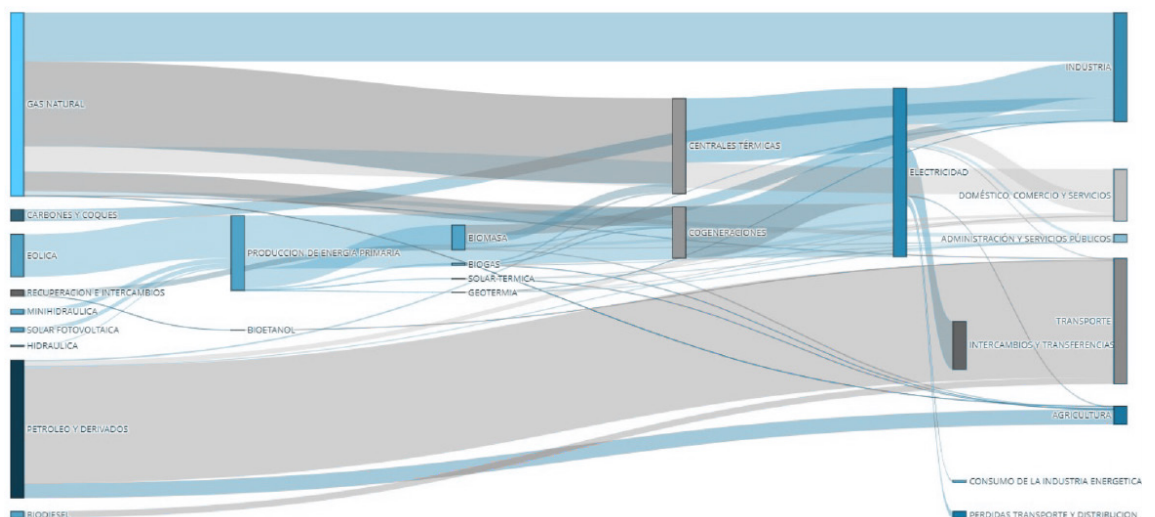 INDUSTRIA
GAS NATURAL
CENTRALES TÉRMICAS
ELECTRICIDAD
DOMÉSTICO, COMERCIO Y SERVICIOS
CARBONES Y COQUES
COGENERACIONES
BIOMASA
ADMINISTRACIÓN Y SERVICIOS PÚBLICOS
EOLICA
PRODUCCION DE ENERGIA PRIMARIA
BIOGAS
SOLAR TERMICA
RECUPERACION E INTERCAMBIOS
GEOTERMIA
MINIHIDRAULICA
TRANSPORTE
SOLAR FOTOVOLTAICA
BIOETANOL
HIDRAULICA
INTERCAMBIOS Y TRANSFERENCIAS
AGRICULTURA
PETROLEO Y DERIVADOS
CONSUMO DE LA INDUSTRIA ENERGETICA
BIODIESEL
PERDIDAS TRANSPORTE Y DISTRIBUCION